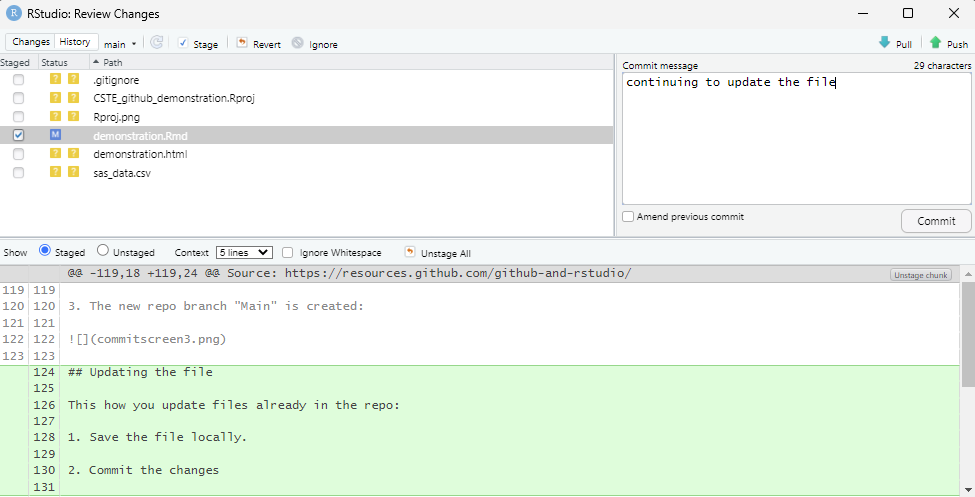 RStudio: Review Changes
Changes History main Stage Revert Ignore Pull Push
Staged Status Path
? ? .gitignore
? ? CSTE_github_demonstration.Rproj
? ? Rproj.png
M demonstration.Rmd
? ? demonstration.html
? ? sas_data.csv
Commit message 29 characters
continuing to update the file
Amend previous commit Commit
Show Staged Unstaged Context 5 lines Ignore Whitespace Unstage All
@@ -119,18 +119,24 @@ Source: https://resources.github.com/github-and-rstudio/ Unstage chunk
119 119
120 120 3. The new repo branch "Main" is created:
121 121
122 122 ![](commitscreen3.png)
123 123
124 ## Updating the file
125
126 This how you update files already in the repo:
127
128 1. Save the file locally.
129
130 2. Commit the changes
131